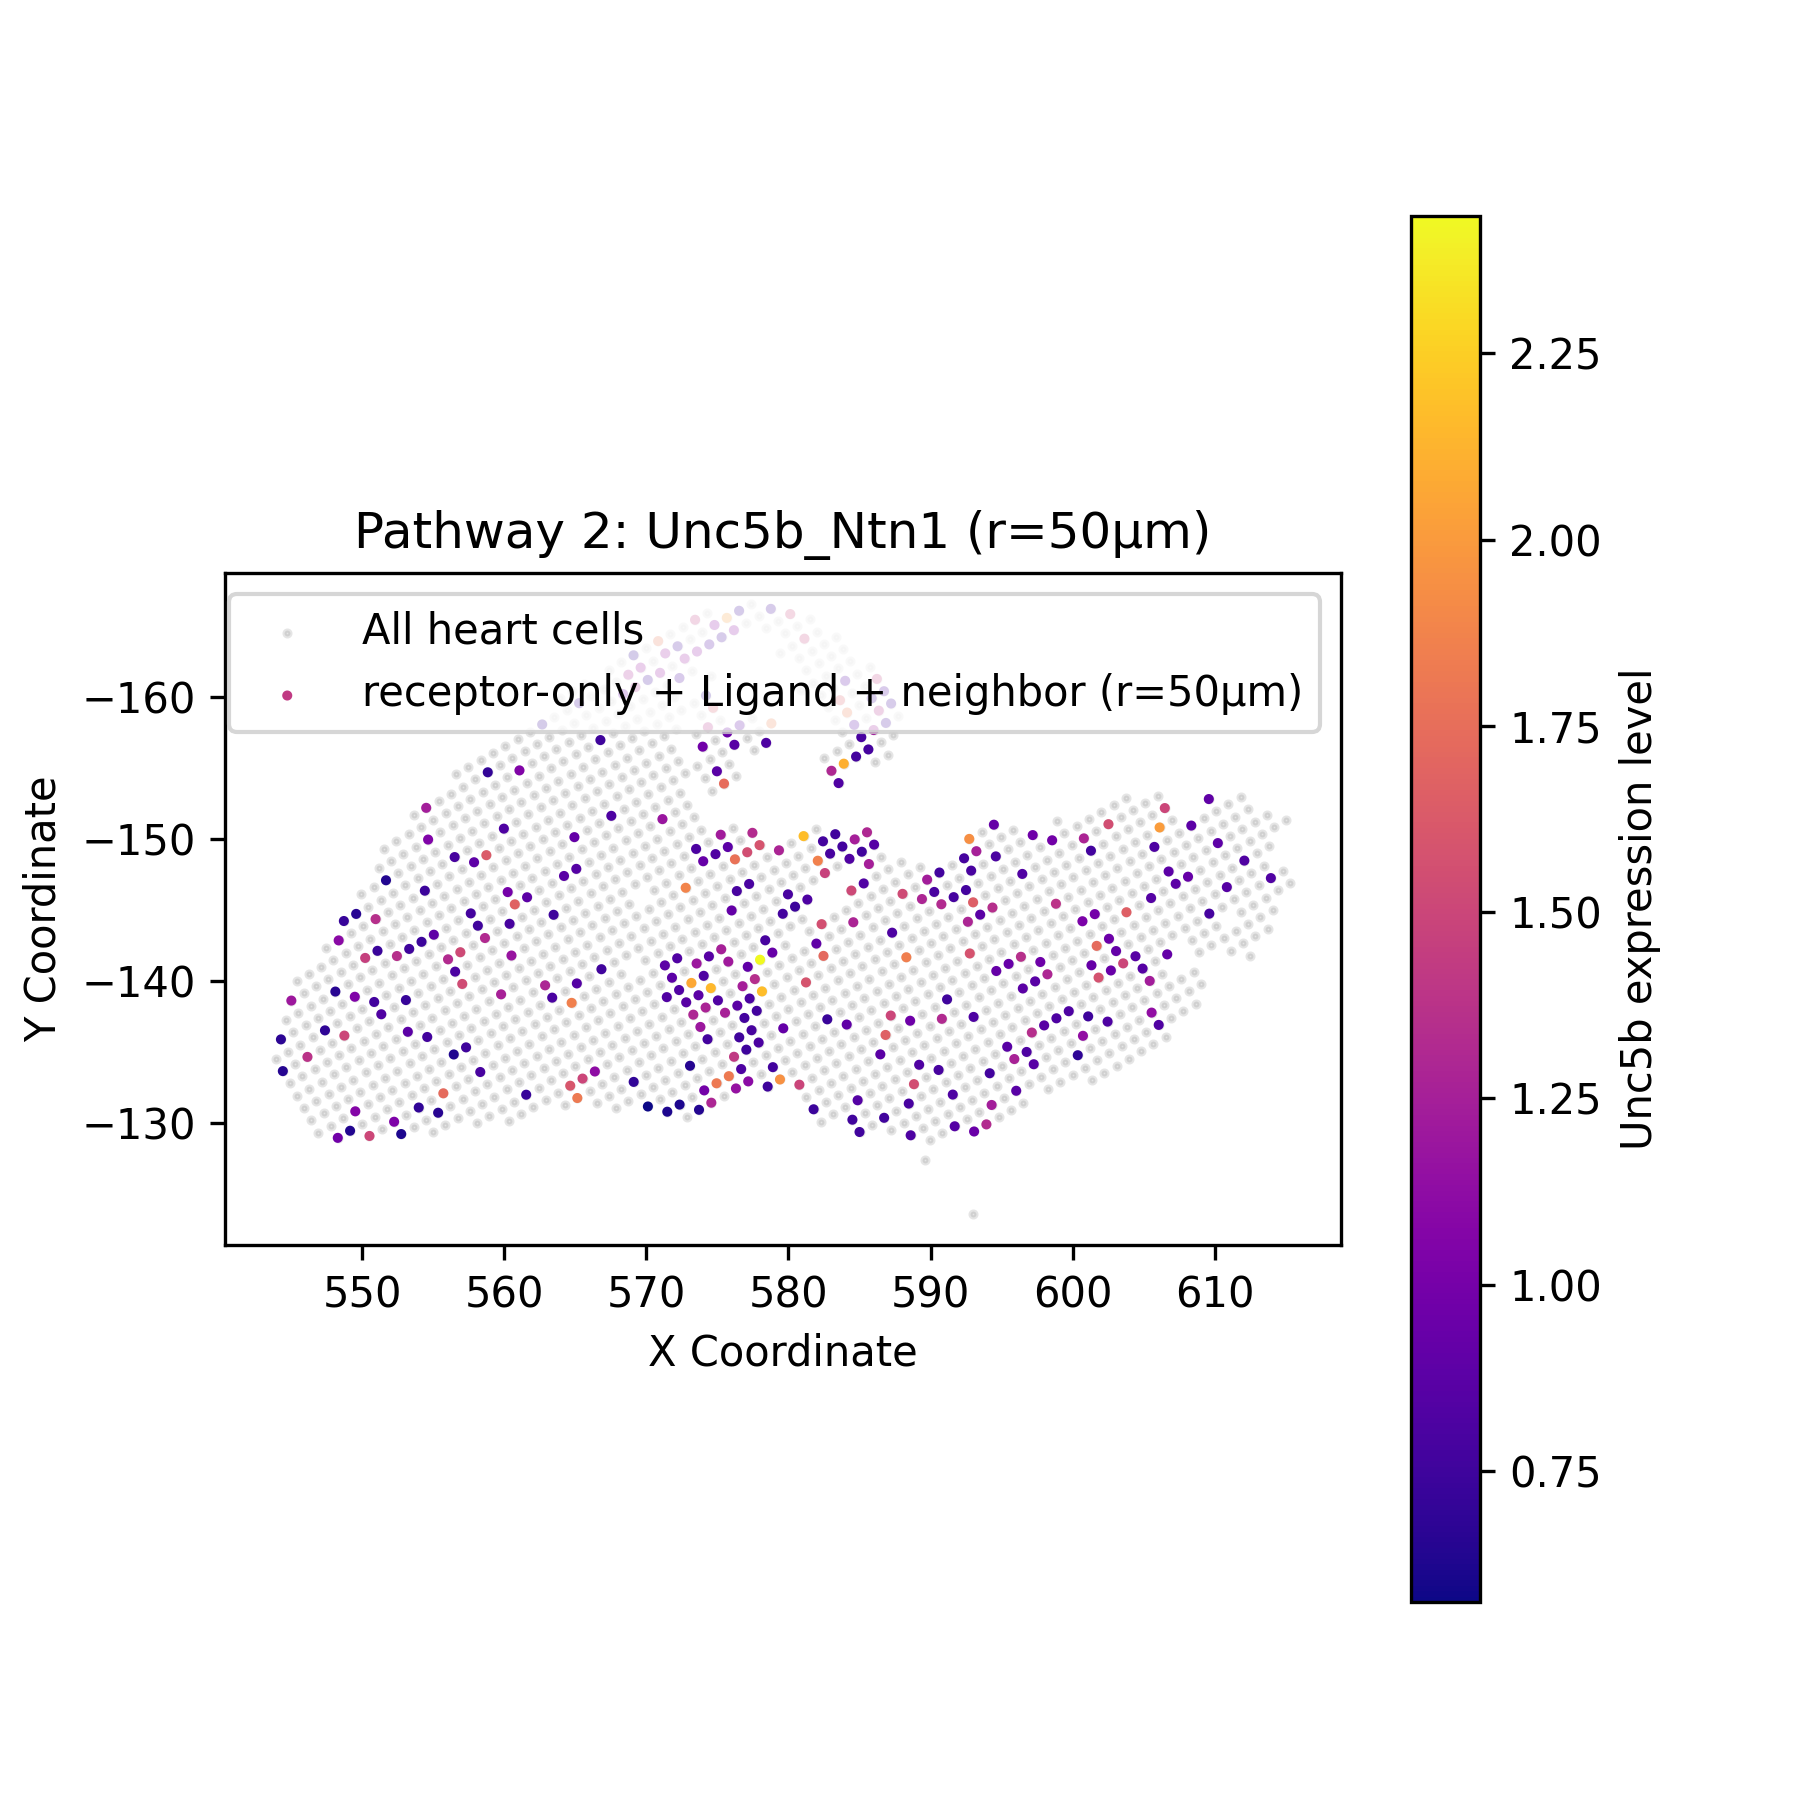 Pathway 2: Unc5b_Ntn1 (r=50μm)
All heart cells
receptor-only + Ligand + neighbor (r=50μm)
−160
−150
−140
−130
Y Coordinate
550 560 570 580 590 600 610
X Coordinate
2.25
2.00
1.75
1.50
1.25
1.00
0.75
Unc5b expression level